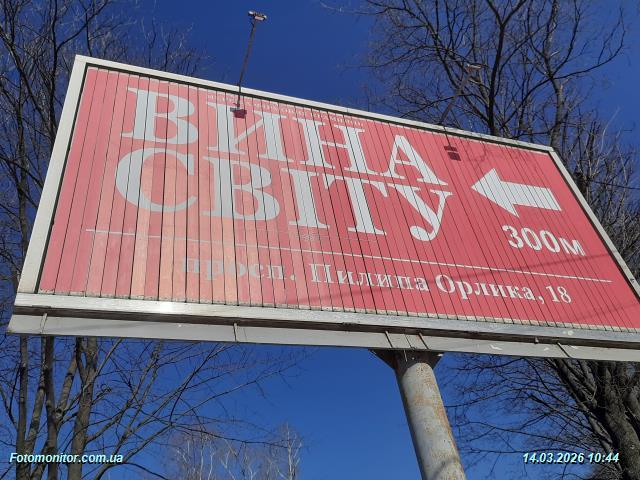 ВИНА
СВІТУ
300м
просп. Пилипа Орлика, 18
Fotomonitor.com.ua
14.03.2026 10:44